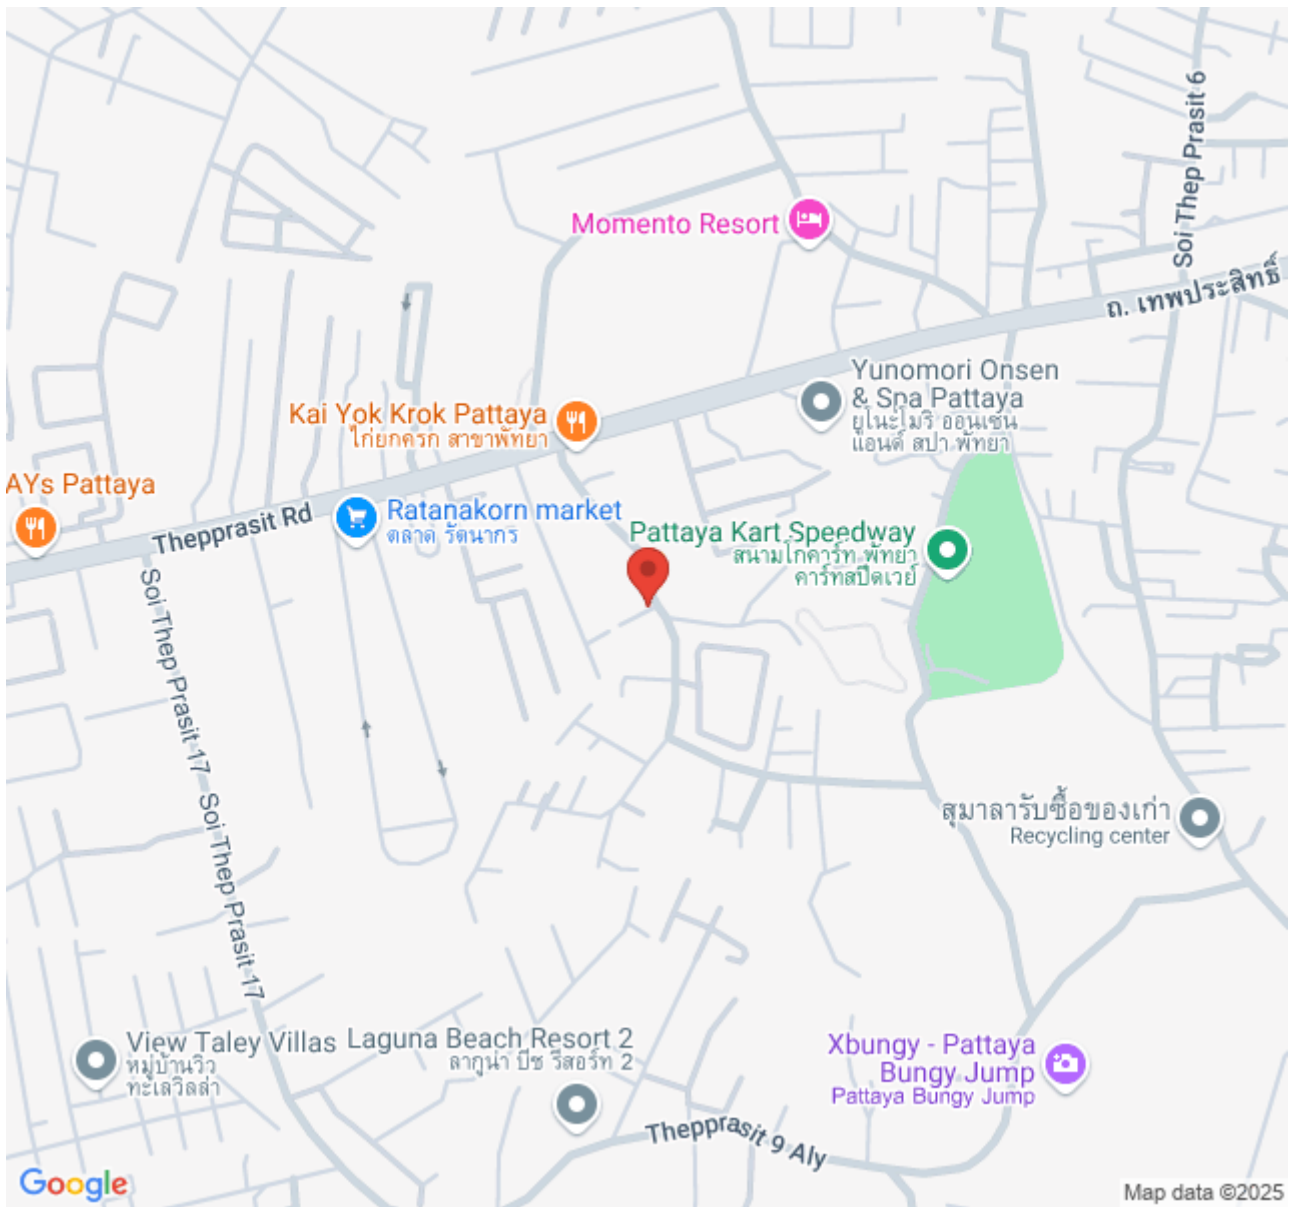 Soi Thep Prasit 6
Momento Resort
ถ. เทพประสิทธิ์
Yunomori Onsen
& Spa Pattaya
ยูโนะโมริ ออนเซน
แอนด์ สปา พัทยา
Kai Yok Krok Pattaya
ไก่ยกครก สาขาพัทยา
AYs Pattaya
Thepprasit Rd
Ratanakorn market
ตลาด รัตนากร
Pattaya Kart Speedway
สนามโกคาร์ท พัทยา
คาร์ทสปีดเวย์
Soi Thep Prasit 17
Soi Thep Prasit 17
สุมาลารับซื้อของเก่า
Recycling center
View Taley Villas
หมู่บ้านวิว
ทะเลวิลล่า
Laguna Beach Resort 2
ลากูน่า บีช รีสอร์ท 2
Xbungy - Pattaya
Bungy Jump
Pattaya Bungy Jump
Thepprasit 9 Aly
Google
Map data ©2025